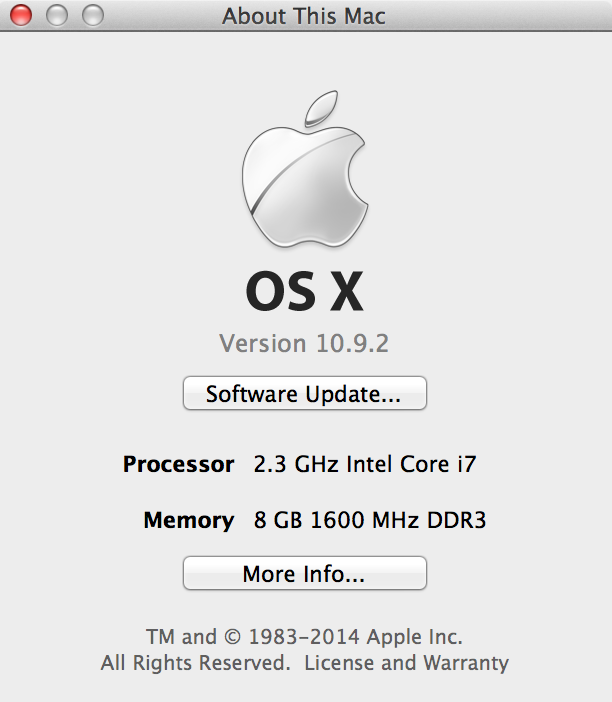 About This Mac
OS X
Version 10.9.2
Software Update...
Processor 2.3 GHz Intel Core i7
Memory 8 GB 1600 MHz DDR3
More Info...
TM and © 1983-2014 Apple Inc.
All Rights Reserved. License and Warranty